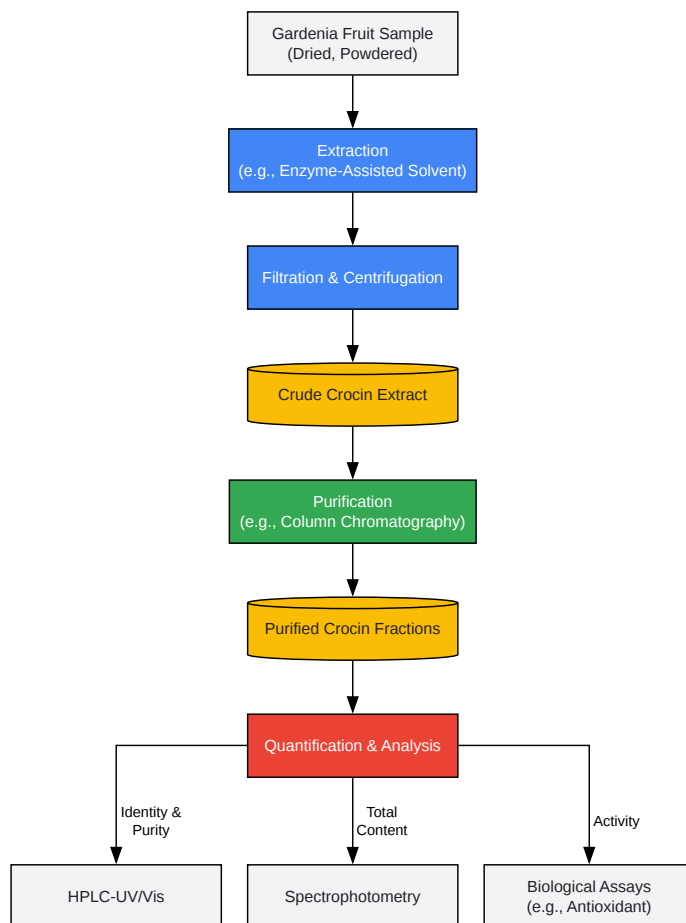 Gardenia Fruit Sample
(Dried, Powdered)
Extraction
(e.g., Enzyme-Assisted Solvent)
Filtration & Centrifugation
Crude Crocin Extract
Purification
(e.g., Column Chromatography)
Purified Crocin Fractions
Quantification & Analysis
Identity &
Purity
Total
Content
Activity
HPLC-UV/Vis
Spectrophotometry
Biological Assays
(e.g., Antioxidant)